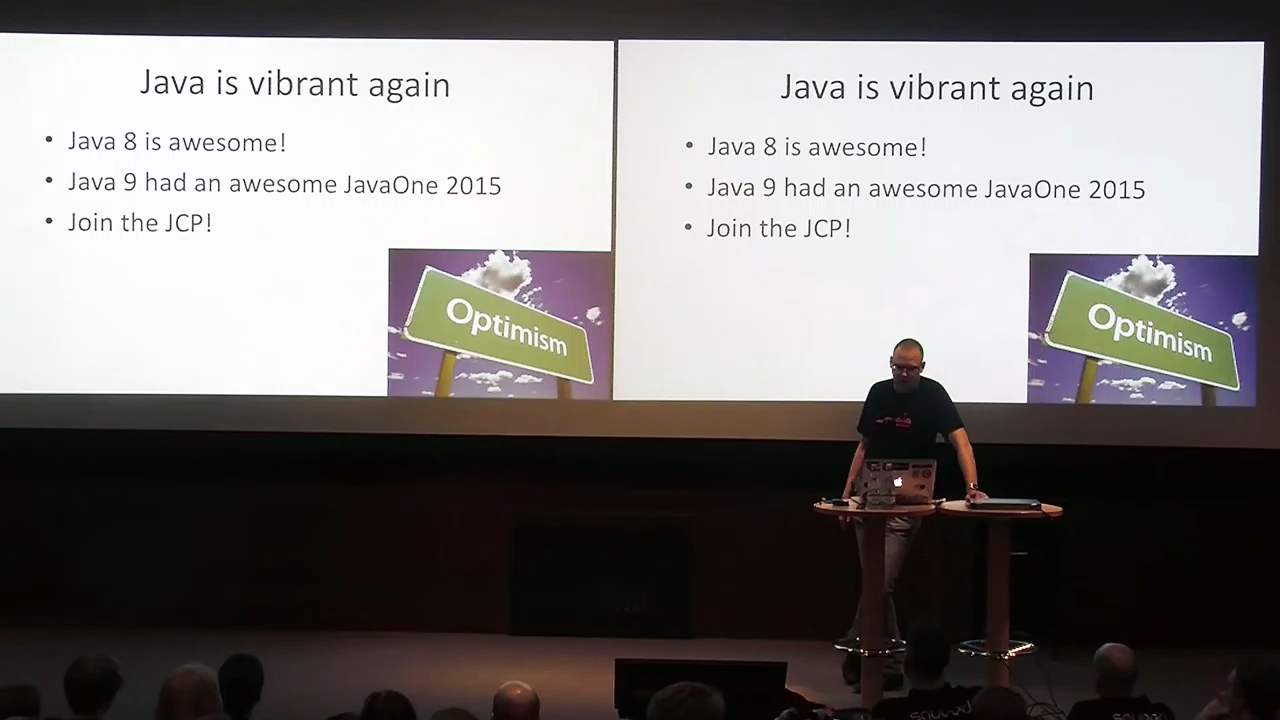 Java is vibrant again
• Java 8 is awesome!
• Java 9 had an awesome JavaOne 2015
• Join the JCP!
Optimism
Java is vibrant again
• Java 8 is awesome!
• Java 9 had an awesome JavaOne 2015
• Join the JCP!
Optimism